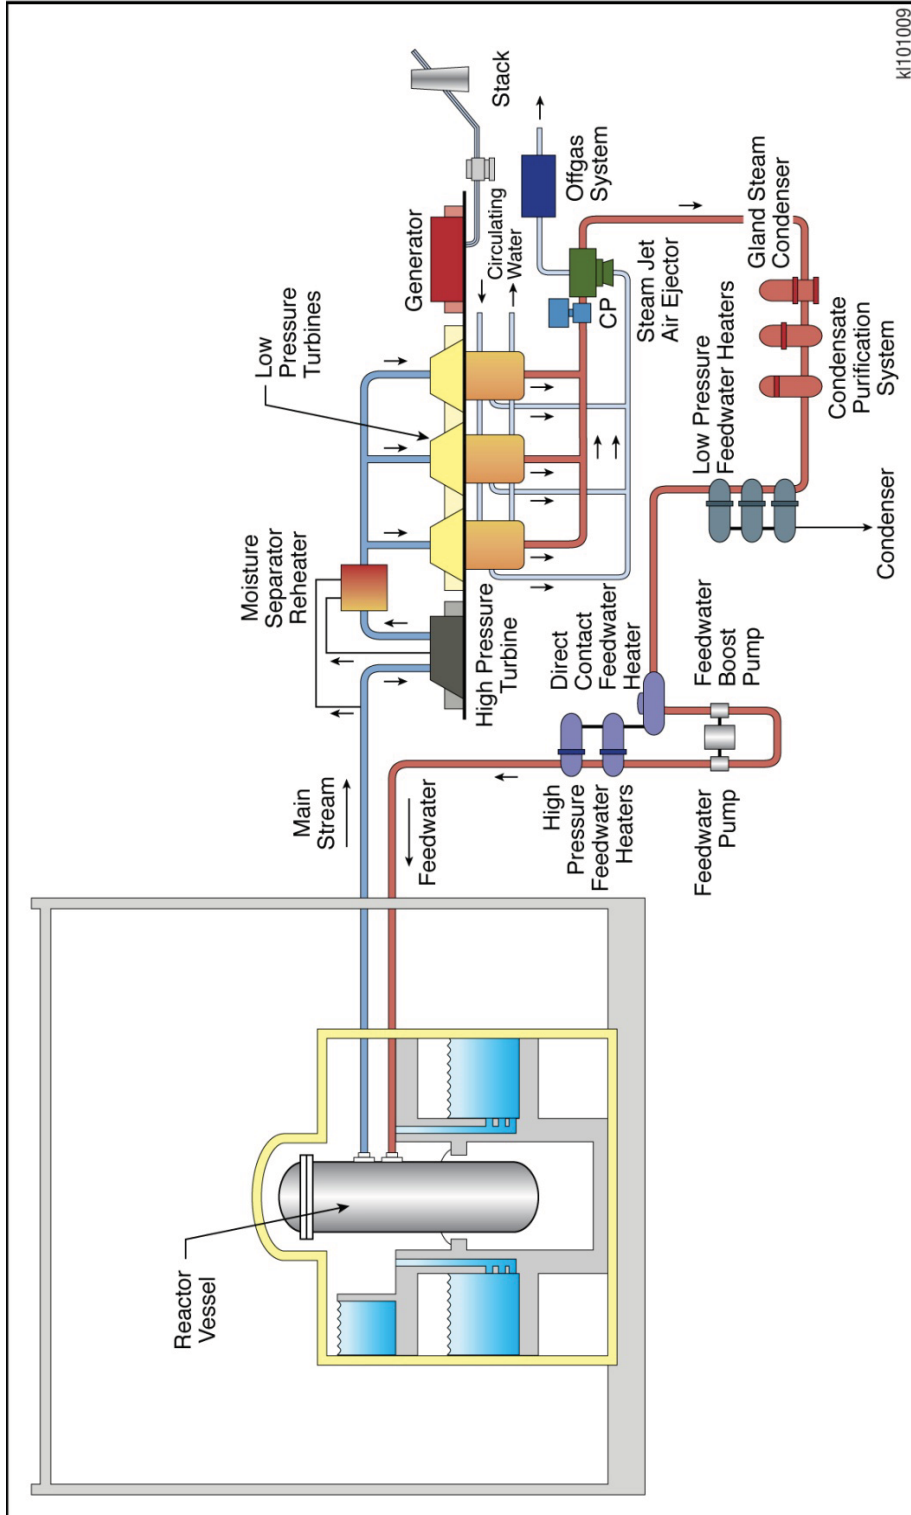 Reactor
Vessel
Main
Stream
Feedwater
Moisture
Separator
Reheater
Low
Pressure
Turbines
High Pressure
Turbine
Generator
Stack
Circulating
Water
Offgas
System
CP
Steam Jet
Air Ejector
Direct
Contact
Feedwater
Heater
High
Pressure
Feedwater
Heaters
Feedwater
Pump
Feedwater
Boost
Pump
Low Pressure
Feedwater Heaters
Condenser
Gland Steam
Condenser
Condensate
Purification
System
kl101009